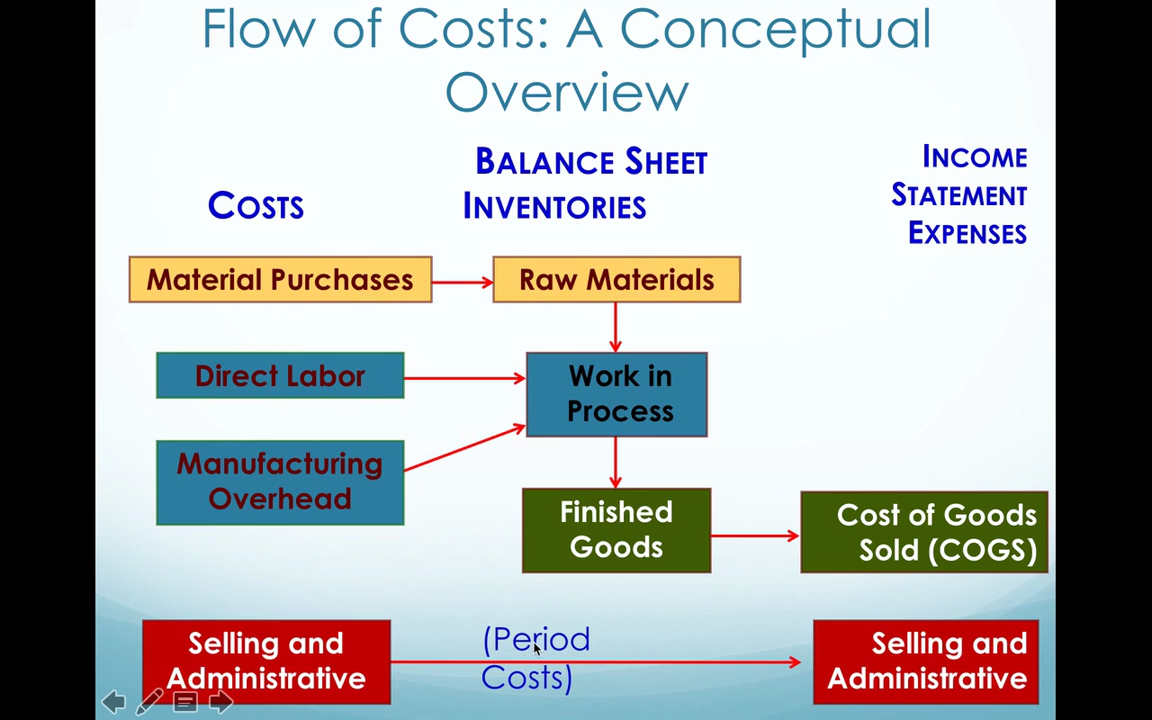 Flow of Costs: A Conceptual
Overview
BALANCE SHEET
COSTS
INVENTORIES
INCOME
STATEMENT
EXPENSES
Material Purchases
Raw Materials
Direct Labor
Work in
Process
Manufacturing
Overhead
Finished
Goods
Cost of Goods
Sold (COGS)
Selling and
Administrative
(Period
Costs)
Selling and
Administrative